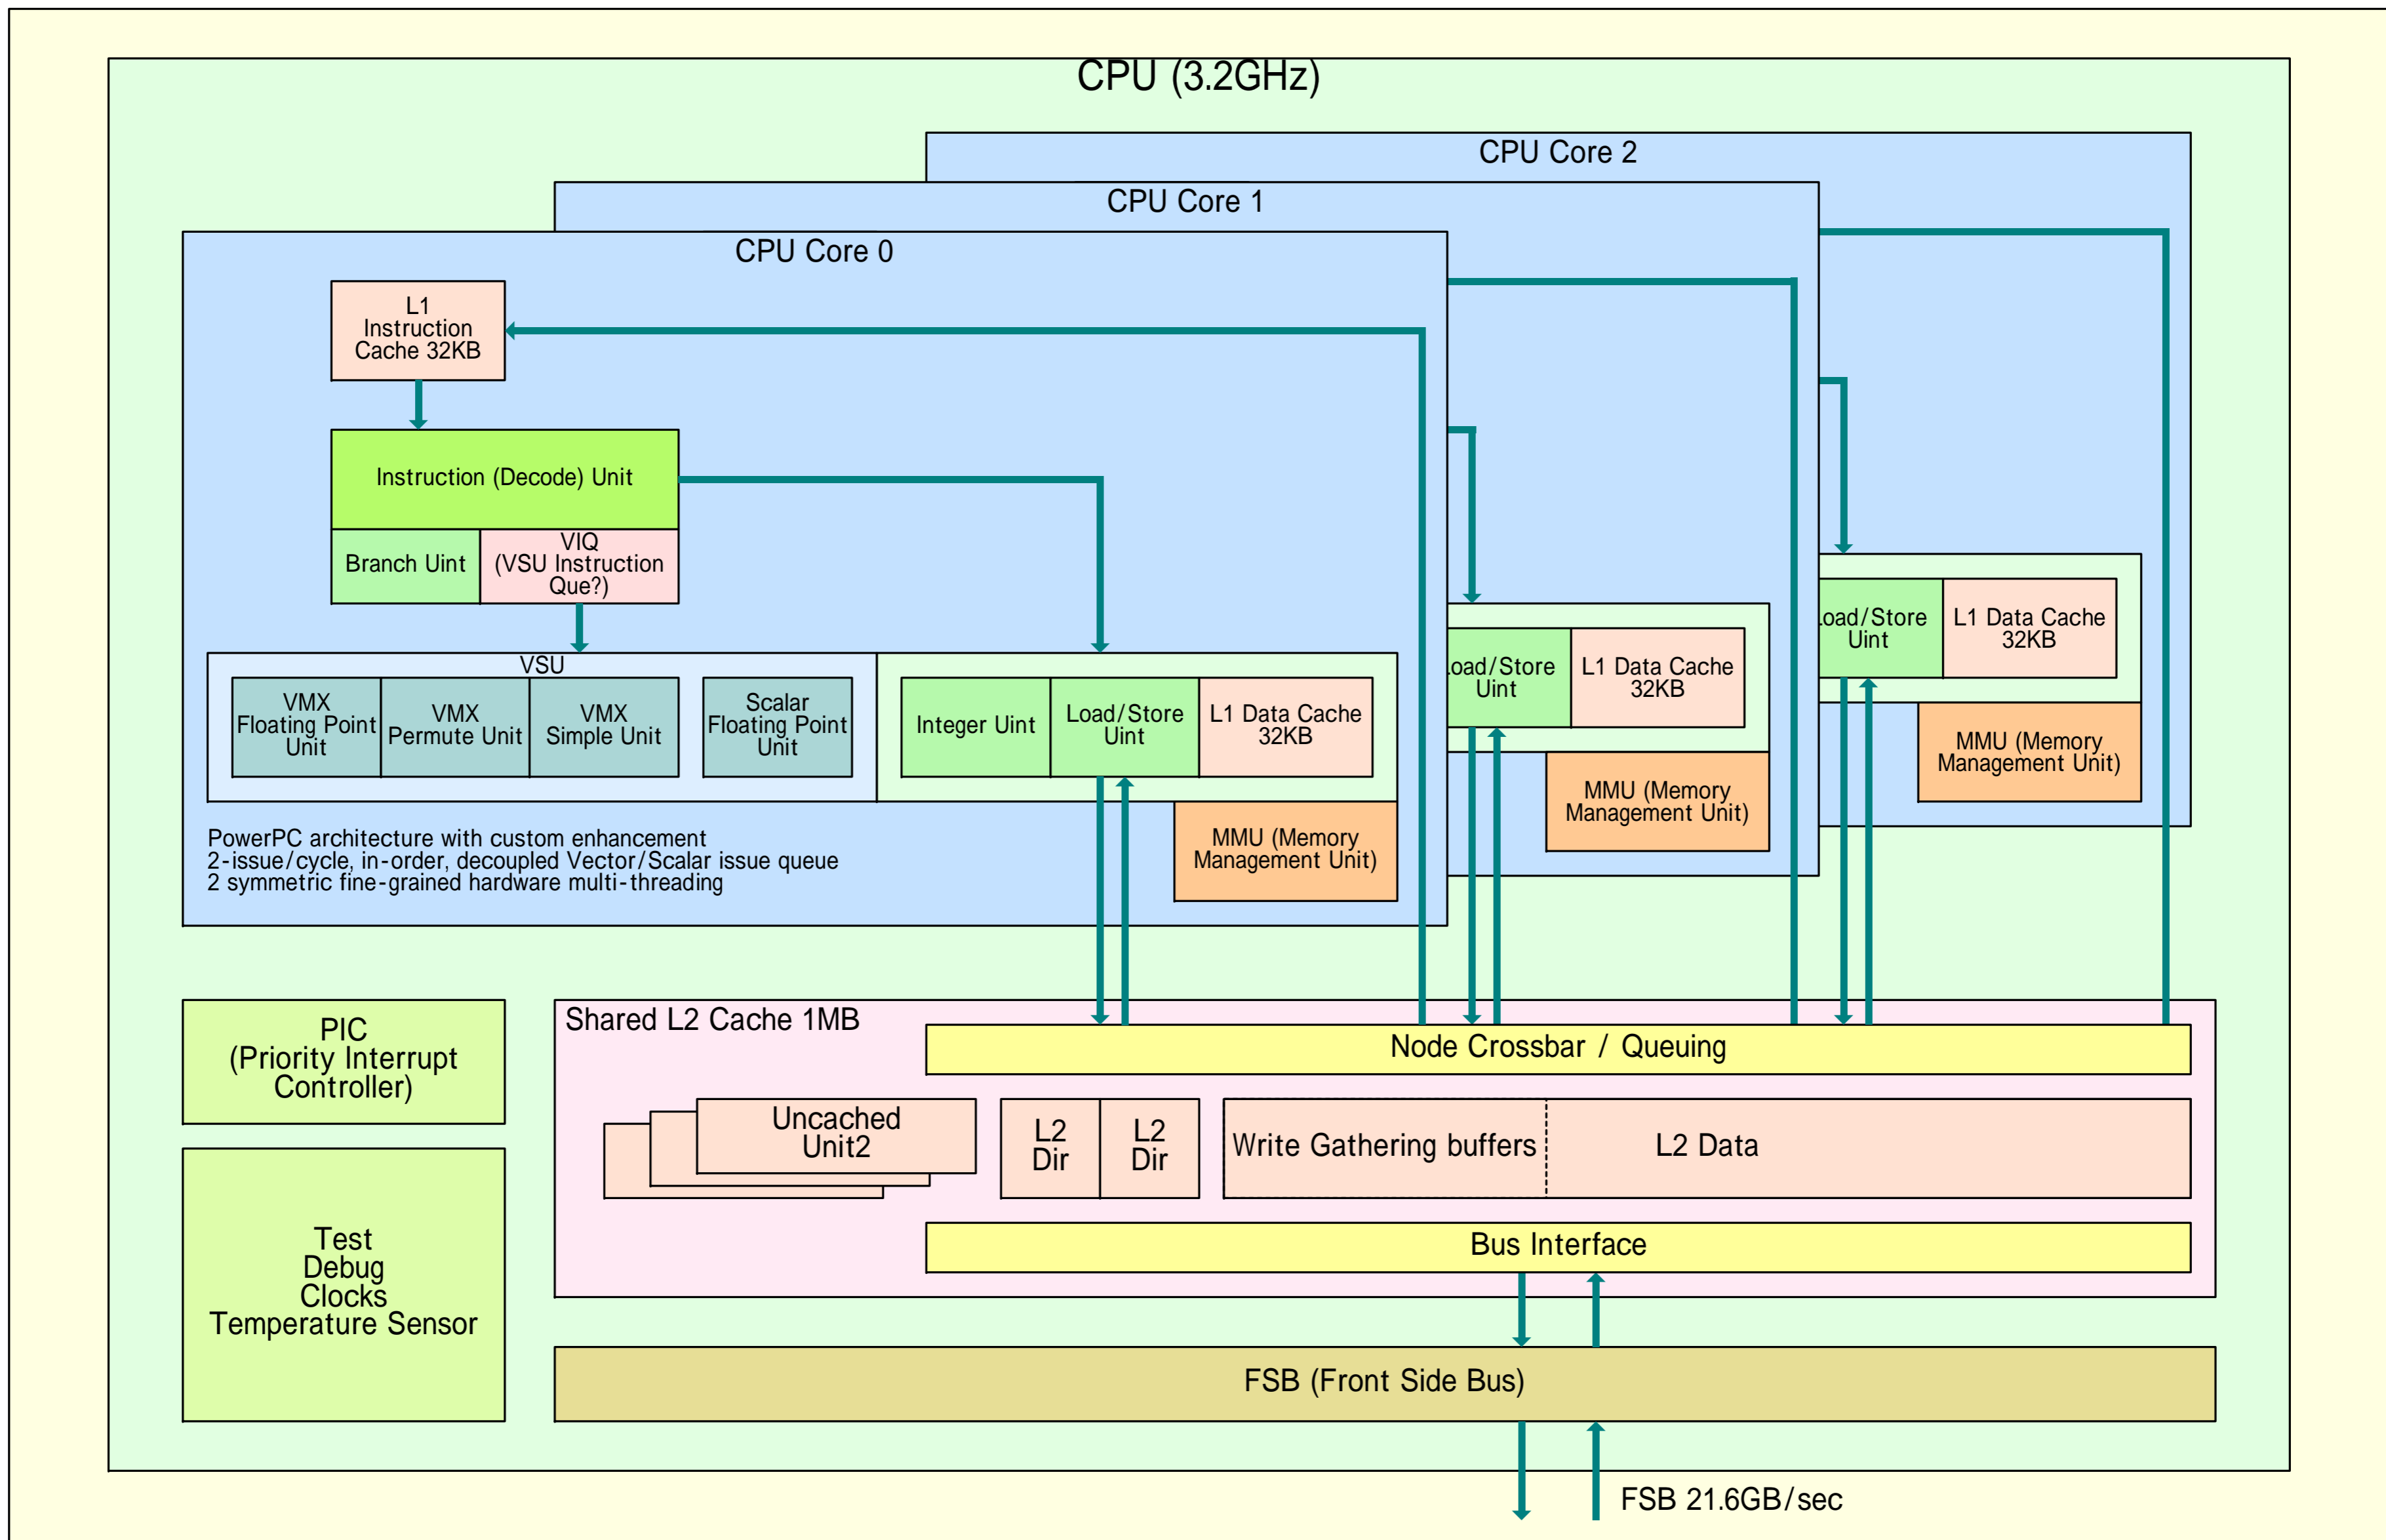 CPU (3.2GHz)
CPU Core 2
CPU Core 1
CPU Core 0
L1
Instruction
Cache 32KB
Instruction (Decode) Unit
Branch Uint
VIQ
(VSU Instruction
Que?)
VSU
VMX
Floating Point
Unit
VMX
Permute Unit
VMX
Simple Unit
Scalar
Floating Point
Unit
Integer Uint
Load/Store
Uint
L1 Data Cache
32KB
MMU (Memory
Management Unit)
PowerPC architecture with custom enhancement
2-issue/cycle, in-order, decoupled Vector/Scalar issue queue
2 symmetric fine-grained hardware multi-threading
oad/Store
Uint
L1 Data Cache
32KB
MMU (Memory
Management Unit)
oad/Store
Uint
L1 Data Cache
32KB
MMU (Memory
Management Unit)
PIC
(Priority Interrupt
Controller)
Test
Debug
Clocks
Temperature Sensor
Shared L2 Cache 1MB
Node Crossbar / Queuing
Uncached
Unit2
L2
Dir
L2
Dir
Write Gathering buffers
L2 Data
Bus Interface
FSB (Front Side Bus)
FSB 21.6GB/sec